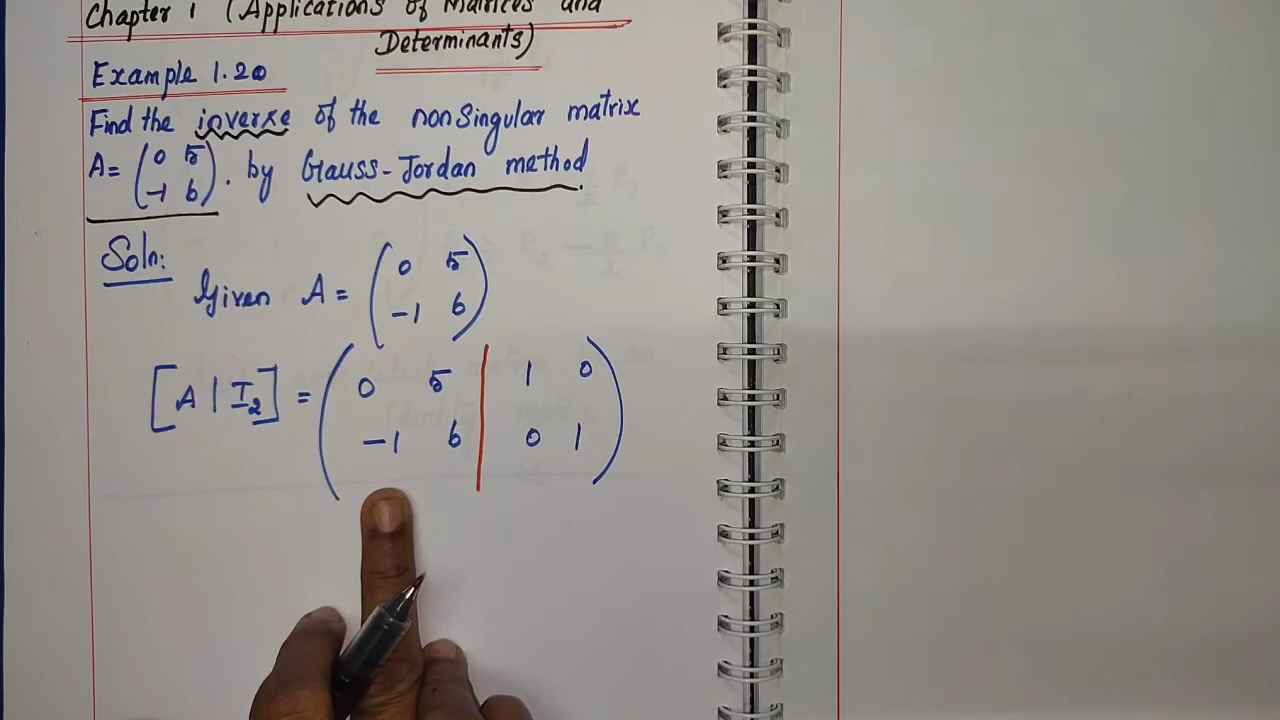 Chapter 1 (Applications of Matrices and
Determinants)
Example 1.20
Find the inverse of the nonSingular matrix
A = (0 5
-1 6). by Gauss-Jordan method.
Soln:
Given A = (0 5
-1 6)
[A | I₂] = (0 5 | 1 0
-1 6 | 0 1)